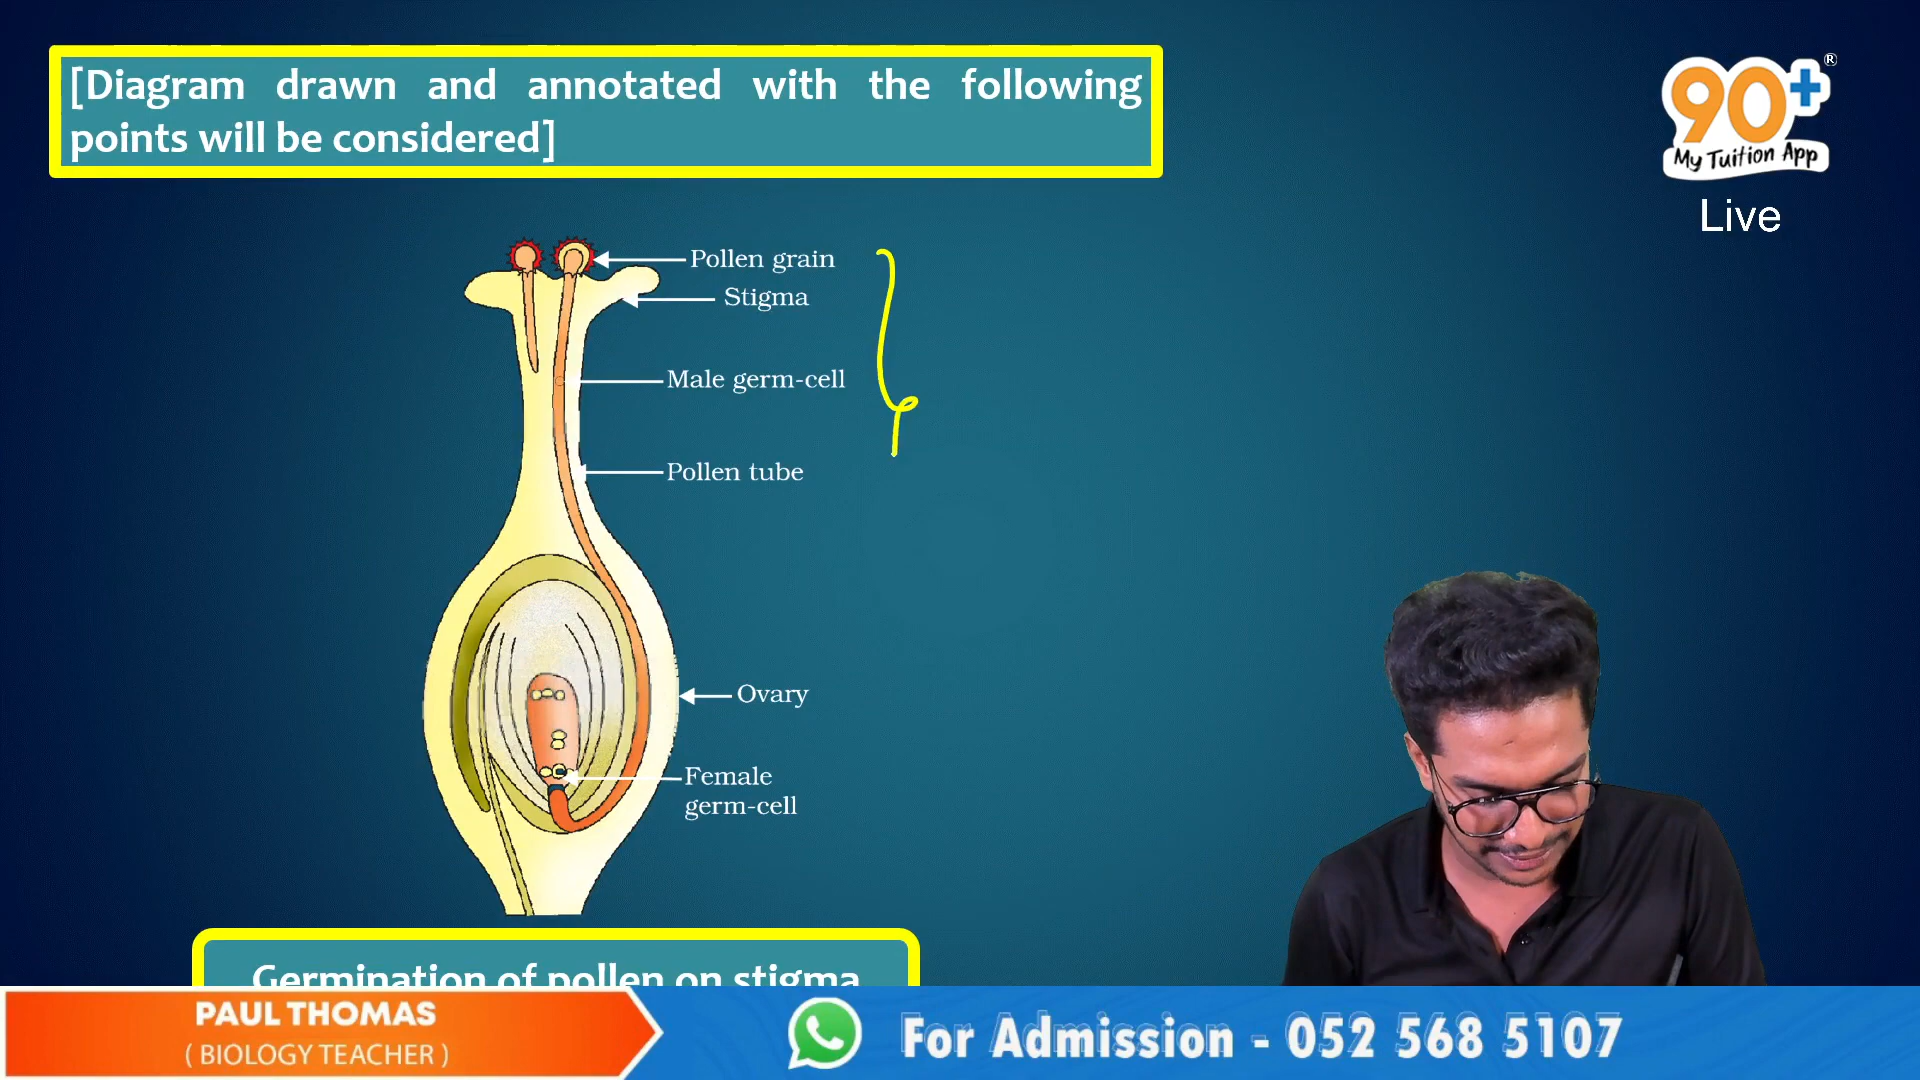 [Diagram drawn and annotated with the following
points will be considered]
90+
®
My Tuition App
Live
Pollen grain
Stigma
Male germ-cell
Pollen tube
Ovary
Female
germ-cell
Germination of pollen on stigma
PAUL THOMAS
( BIOLOGY TEACHER )
For Admission - 052 568 5107